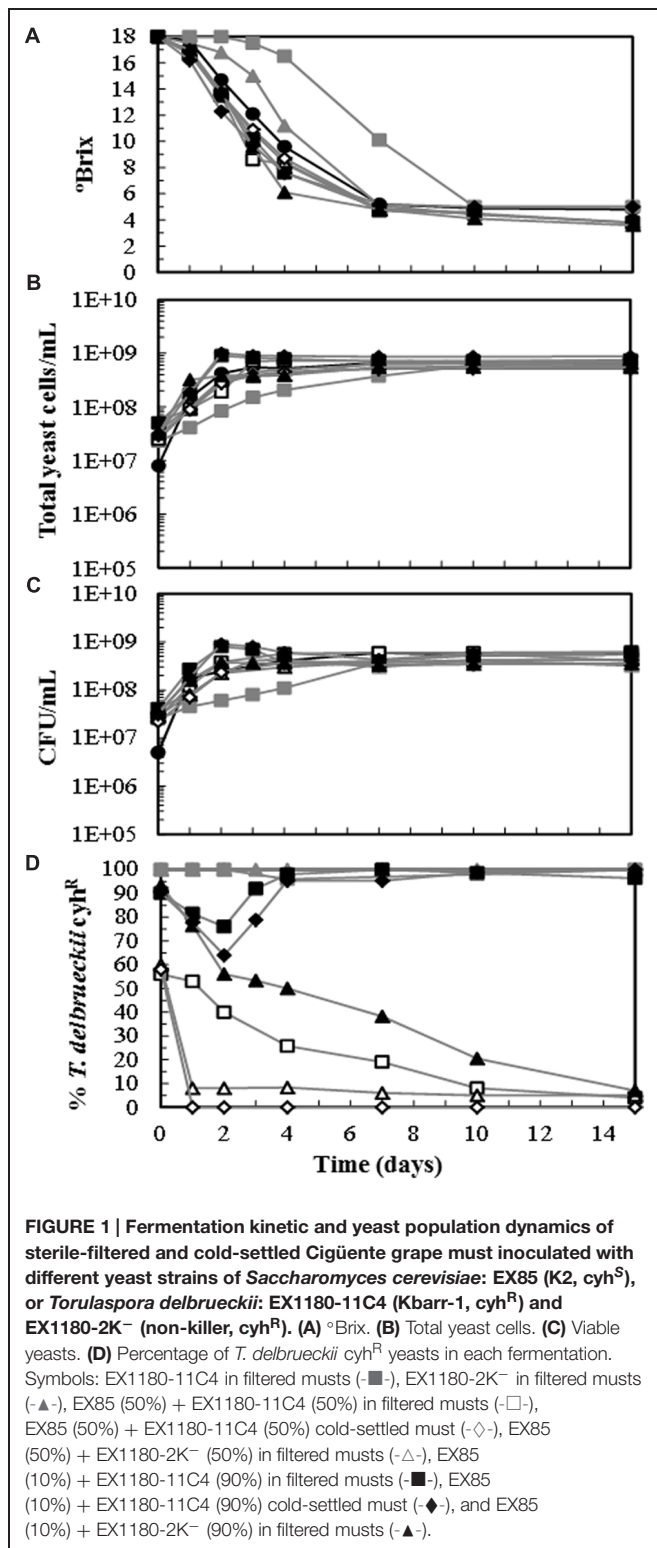 A
18
16
14
12
10
8
6
4
2
0
ºBrix
B
1E+10
1E+09
1E+08
1E+07
1E+06
1E+05
Total yeast cells/mL
C
1E+10
1E+09
1E+08
1E+07
1E+06
1E+05
CFU/mL
D
100
90
80
70
60
50
40
30
20
10
0
% T. delbrueckii cyhᴿ
0 2 4 6 8 10 12 14
Time (days)
FIGURE 1 | Fermentation kinetic and yeast population dynamics of
sterile-filtered and cold-settled Cigüente grape must inoculated with
different yeast strains of Saccharomyces cerevisiae: EX85 (K2, cyhˢ),
or Torulaspora delbrueckii: EX1180-11C4 (Kbarr-1, cyhᴿ) and
EX1180-2K⁻ (non-killer, cyhᴿ). (A) °Brix. (B) Total yeast cells. (C) Viable
yeasts. (D) Percentage of T. delbrueckii cyhᴿ yeasts in each fermentation.
Symbols: EX1180-11C4 in filtered musts (-■-), EX1180-2K⁻ in filtered musts
(-▲-), EX85 (50%) + EX1180-11C4 (50%) in filtered musts (-□-),
EX85 (50%) + EX1180-11C4 (50%) cold-settled must (-◇-), EX85
(50%) + EX1180-2K⁻ (50%) in filtered musts (-△-), EX85
(10%) + EX1180-11C4 (90%) in filtered musts (-■-), EX85
(10%) + EX1180-11C4 (90%) cold-settled must (-◆-), and EX85
(10%) + EX1180-2K⁻ (90%) in filtered musts (-▲-).